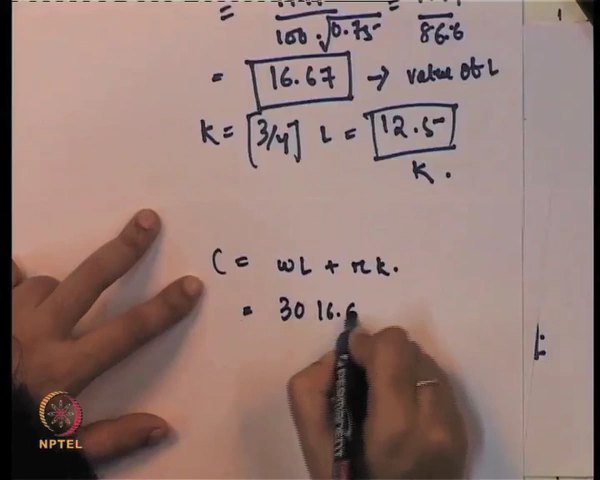 =
100.√0.75 = 86.6
= 16.67 → value of L
K = [3/4] L = 12.5
K.
C = wL + rk.
= 30 16.6
NPTEL